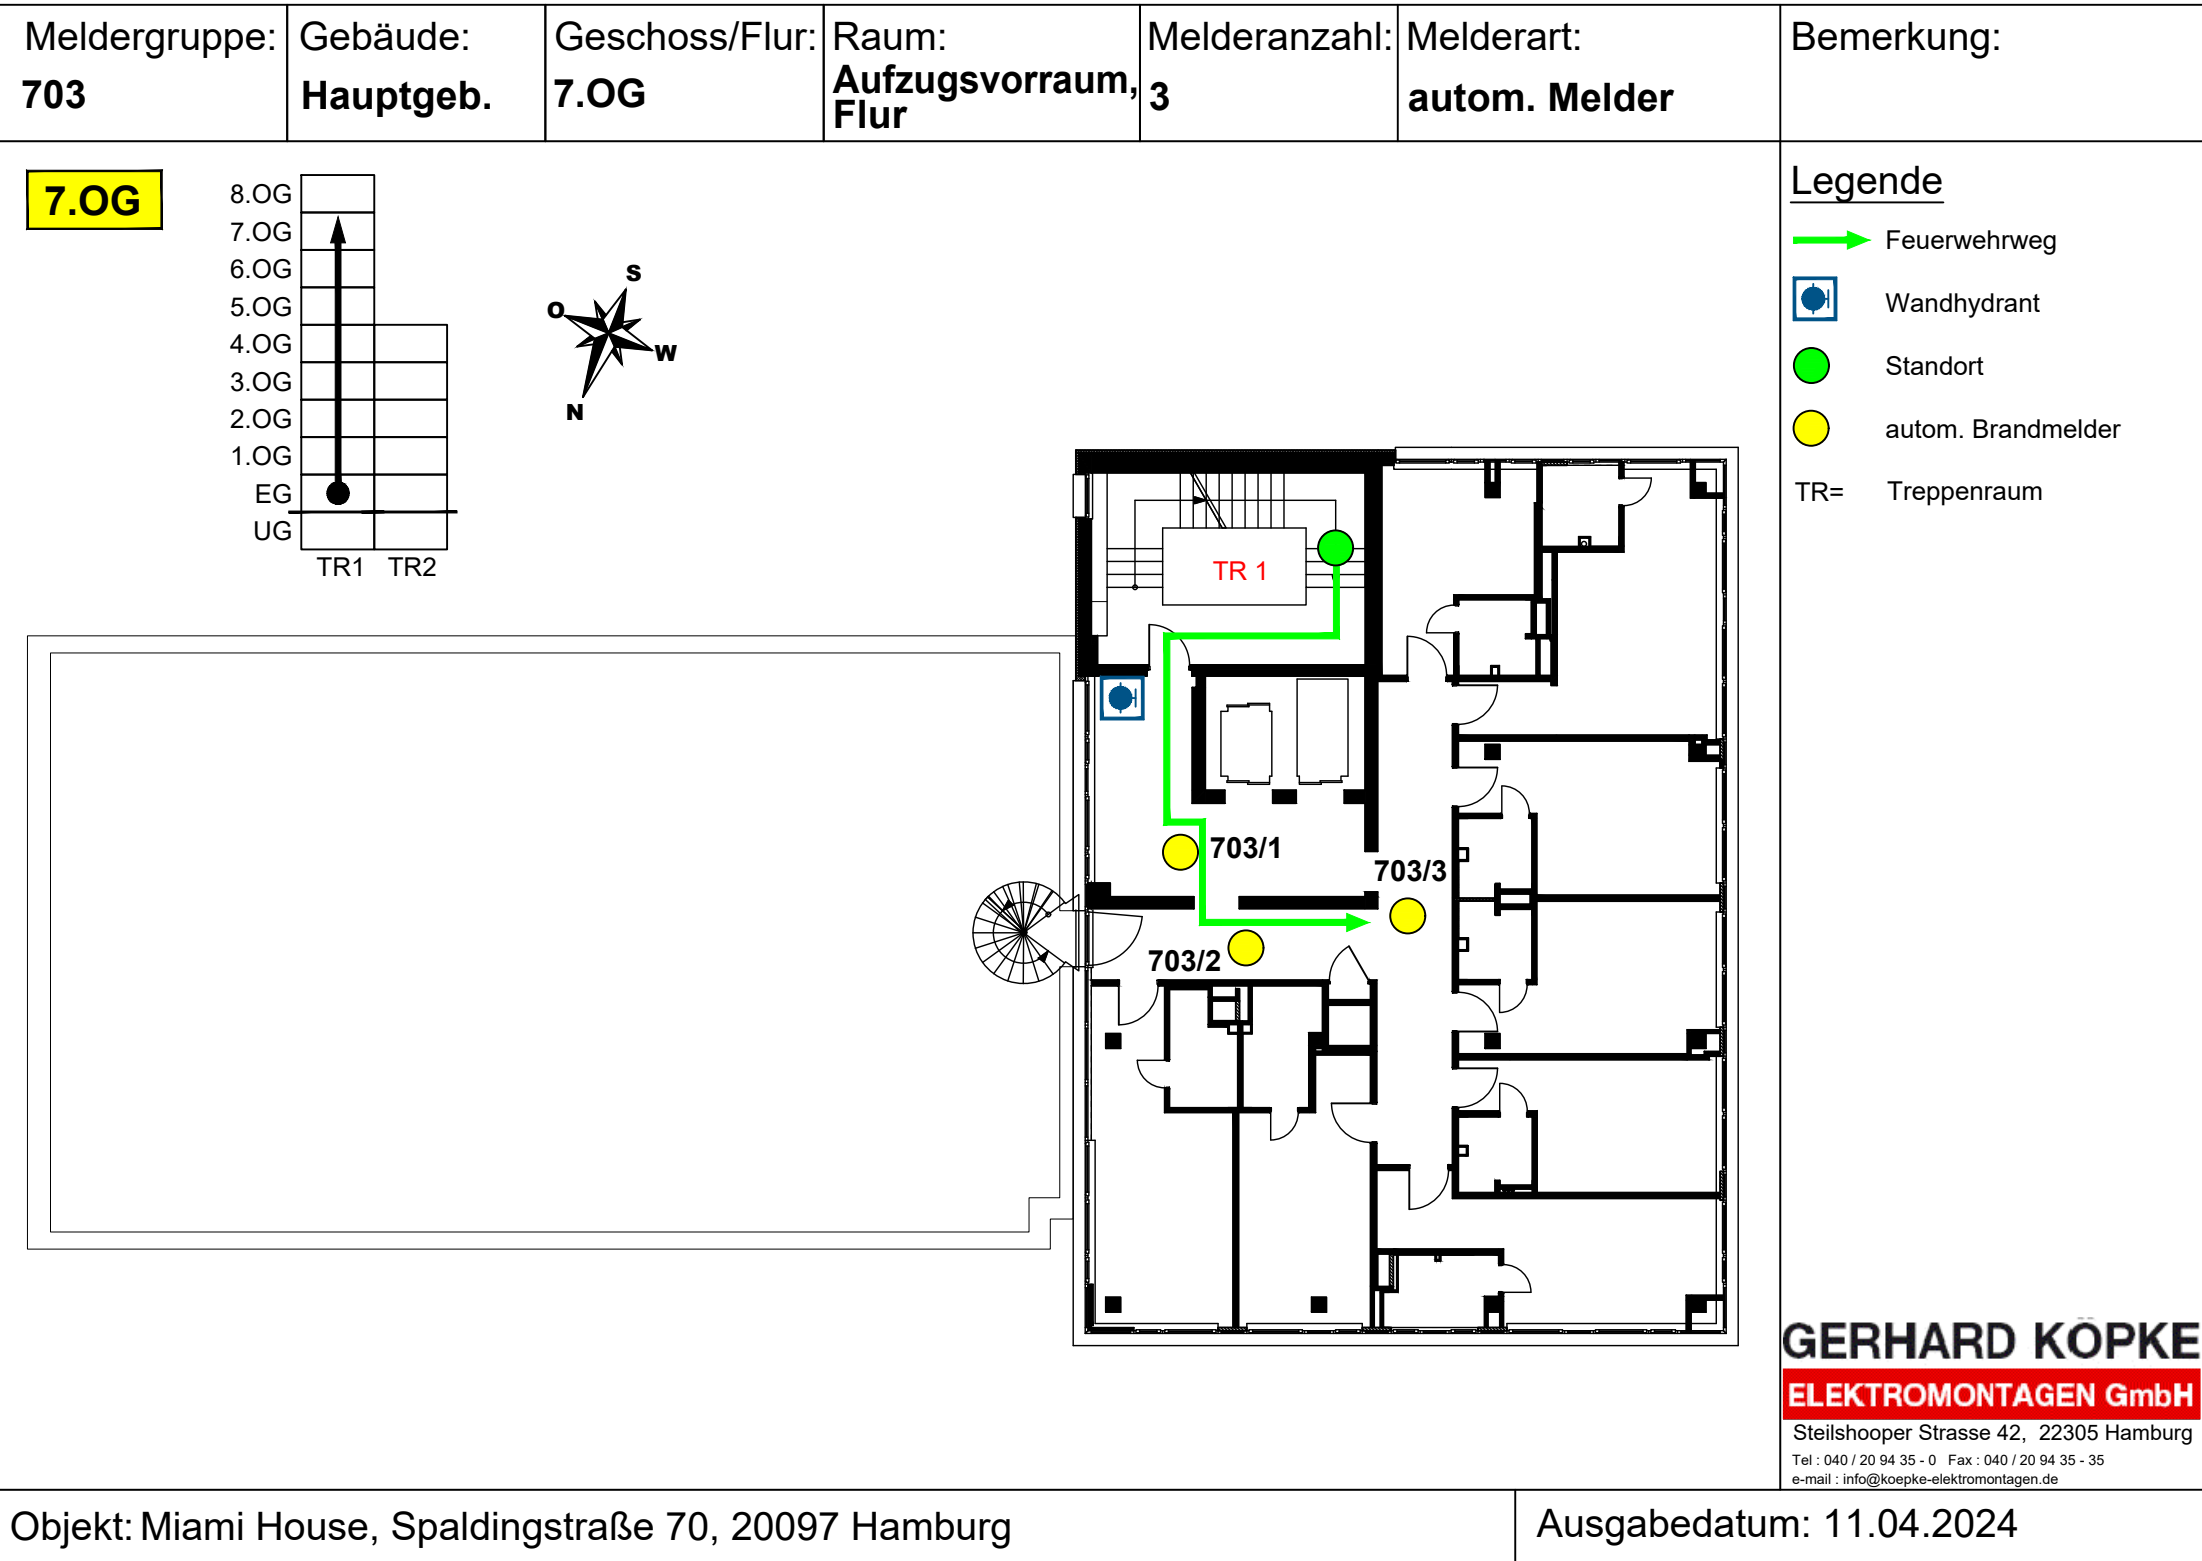 Meldergruppe:
703
Gebäude:
Hauptgeb.
Geschoss/Flur:
7.OG
Raum:
Aufzugsvorraum,
Flur
Melderanzahl:
3
Melderart:
autom. Melder
Bemerkung:
7.OG
8.OG
7.OG
6.OG
5.OG
4.OG
3.OG
2.OG
1.OG
EG
UG
TR1 TR2
S
O
W
N
Legende
Feuerwehrweg
Wandhydrant
Standort
autom. Brandmelder
TR= Treppenraum
TR 1
703/1
703/3
703/2
GERHARD KÖPKE
ELEKTROMONTAGEN GmbH
Steilshooper Strasse 42, 22305 Hamburg
Tel : 040 / 20 94 35 - 0 Fax : 040 / 20 94 35 - 35
e-mail : info@koepke-elektromontagen.de
Objekt: Miami House, Spaldingstraße 70, 20097 Hamburg
Ausgabedatum: 11.04.2024